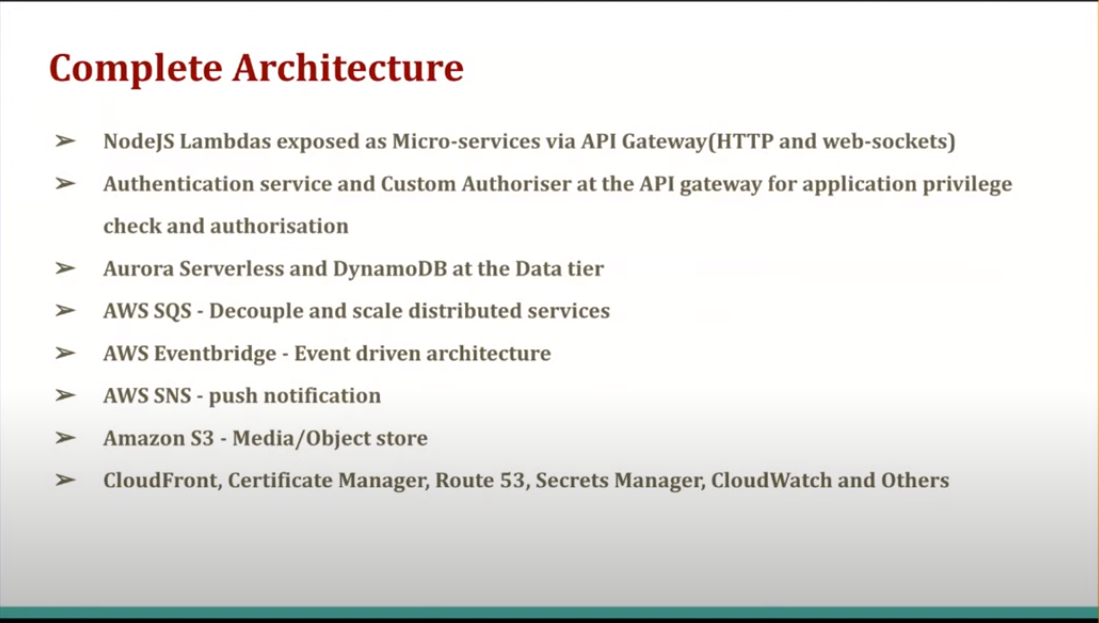 Complete Architecture
➢ NodeJS Lambdas exposed as Micro-services via API Gateway(HTTP and web-sockets)
➢ Authentication service and Custom Authoriser at the API gateway for application privilege
check and authorisation
➢ Aurora Serverless and DynamoDB at the Data tier
➢ AWS SQS - Decouple and scale distributed services
➢ AWS Eventbridge - Event driven architecture
➢ AWS SNS - push notification
➢ Amazon S3 - Media/Object store
➢ CloudFront, Certificate Manager, Route 53, Secrets Manager, CloudWatch and Others